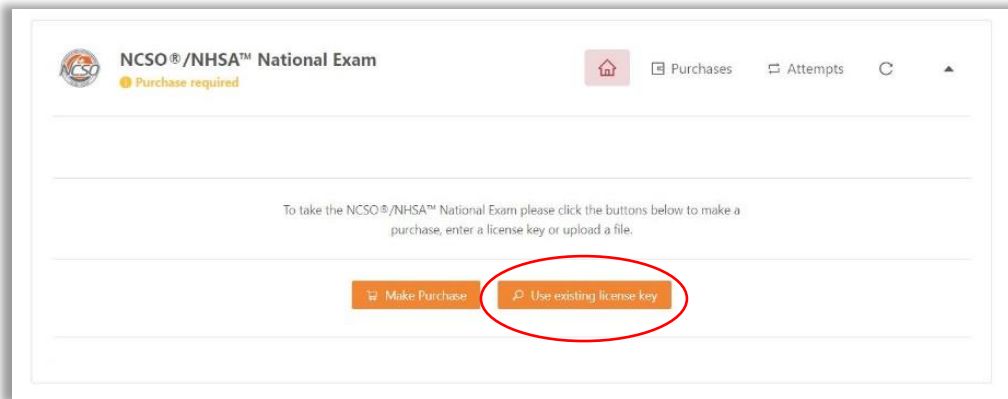 NCSO
NCSO®/NHSA™ National Exam
Purchase required
Purchases
Attempts
To take the NCSO®/NHSA™ National Exam please click the buttons below to make a
purchase, enter a license key or upload a file.
Make Purchase
Use existing license key